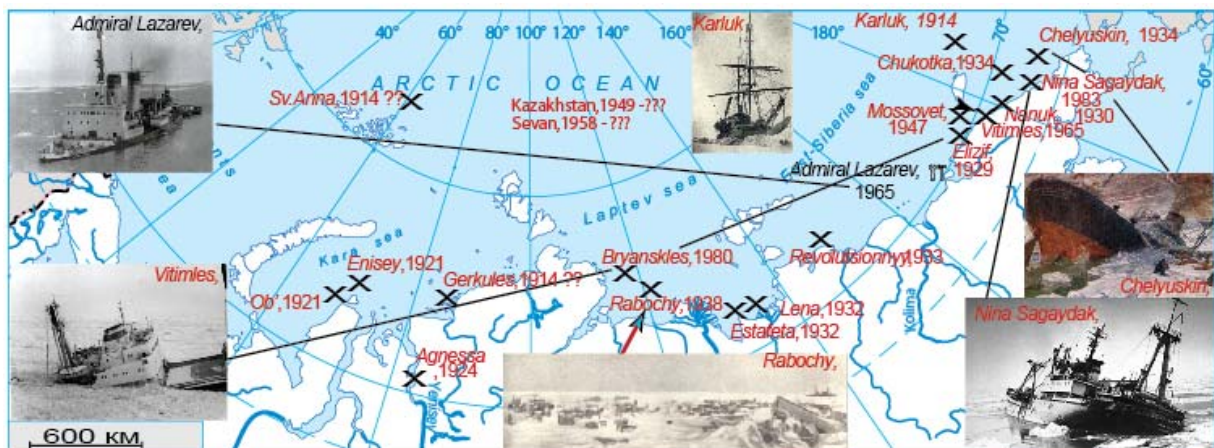 Admiral Lazarev,
40°
60°
80°
100°
120°
140°
160°
180°
70°
60°
ARCTIC OCEAN
Sv.Anna,1914 ??
Kazakhstan,1949 -???
Sevan,1958 - ???
Karluk
Karluk, 1914
Chelyuskin, 1934
Chukotka,1934
Nina Sagaydak,
1983
Mossovet,
1947
Nanuk
1930
Vitimles,1965
Elizif,
1929
East-Siberia sea
Admiral Lazarev,
1965
Laptev sea
Kara sea
sea
Vitimles,
Enisey,1921
Ob',1921
Gerkules,1914 ??
Bryanskles,1980
Revolutsionnyy,1933
Rabochy,1938
Lena,1932
Estafeta,1932
Kolima
Agnessa
,1924
Rabochy,
Chelyuskin,
Nina Sagaydak,
600 км